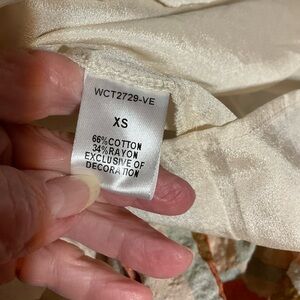 WCT2729-VE
XS
66%COTTON
34%RAYON
EXCLUSIVE OF
DECORATION